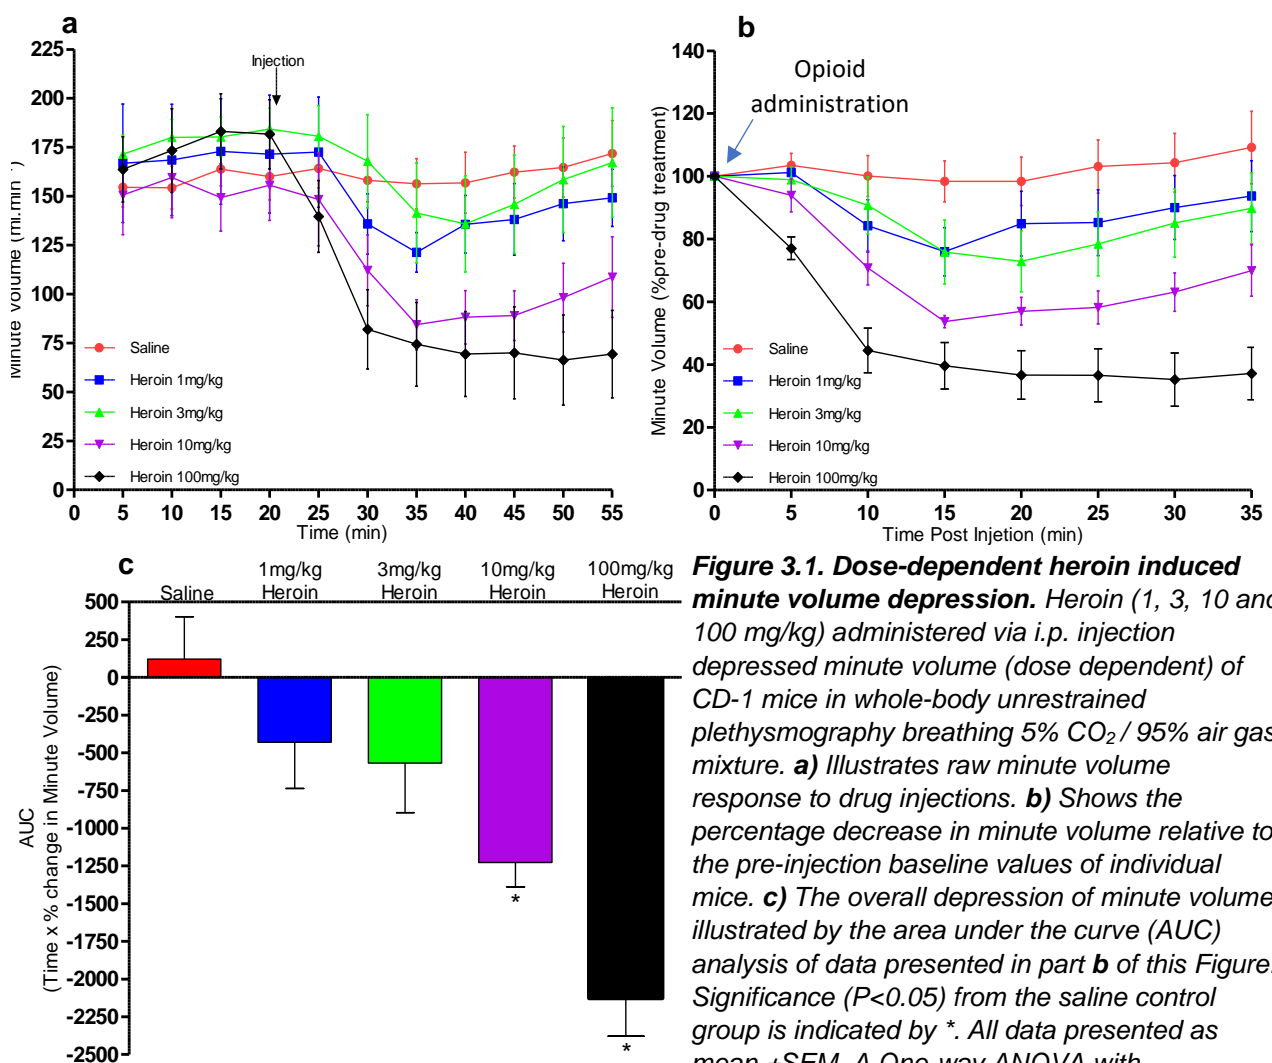 a
225
200
175
150
125
100
75
50
25
0
Minute Volume (ml.min
Injection
Saline
Heroin 1mg/kg
Heroin 3mg/kg
Heroin 10mg/kg
Heroin 100mg/kg
0 5 10 15 20 25 30 35 40 45 50 55
Time (min)
b
140
120
100
80
60
40
20
0
Minute Volume (%pre-drug treatment)
Opioid
administration
Saline
Heroin 1mg/kg
Heroin 3mg/kg
Heroin 10mg/kg
Heroin 100mg/kg
0 5 10 15 20 25 30 35
Time Post Injetion (min)
c
Saline
1mg/kg
Heroin
3mg/kg
Heroin
10mg/kg
Heroin
100mg/kg
Heroin
500
250
0
-250
-500
-750
-1000
-1250
-1500
-1750
-2000
-2250
-2500
AUC
(Time x % change in Minute Volume)
*
*
Figure 3.1. Dose-dependent heroin induced
minute volume depression. Heroin (1, 3, 10 and
100 mg/kg) administered via i.p. injection
depressed minute volume (dose dependent) of
CD-1 mice in whole-body unrestrained
plethysmography breathing 5% CO₂ / 95% air gas
mixture. a) Illustrates raw minute volume
response to drug injections. b) Shows the
percentage decrease in minute volume relative to
the pre-injection baseline values of individual
mice. c) The overall depression of minute volume
illustrated by the area under the curve (AUC)
analysis of data presented in part b of this Figure.
Significance (P<0.05) from the saline control
group is indicated by *. All data presented as
mean ±SEM. A One-way ANOVA with